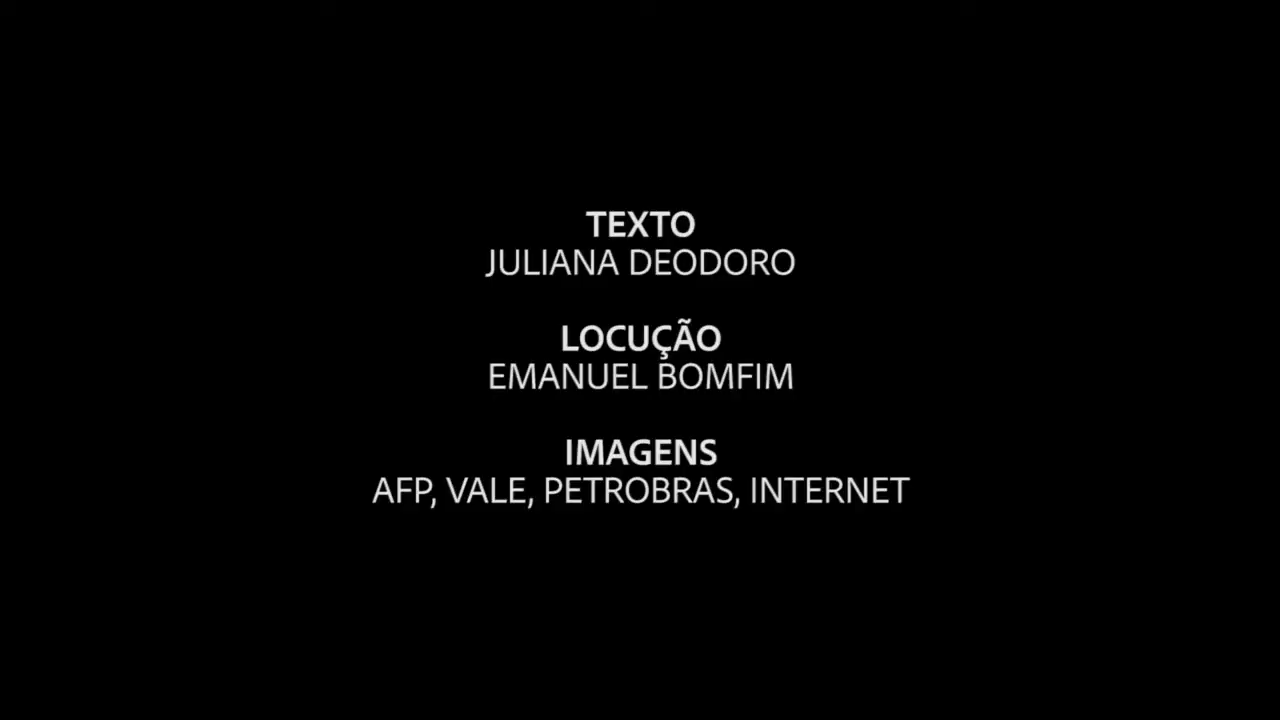 TEXTO
JULIANA DEODORO
LOCUÇÃO
EMANUEL BOMFIM
IMAGENS
AFP, VALE, PETROBRAS, INTERNET